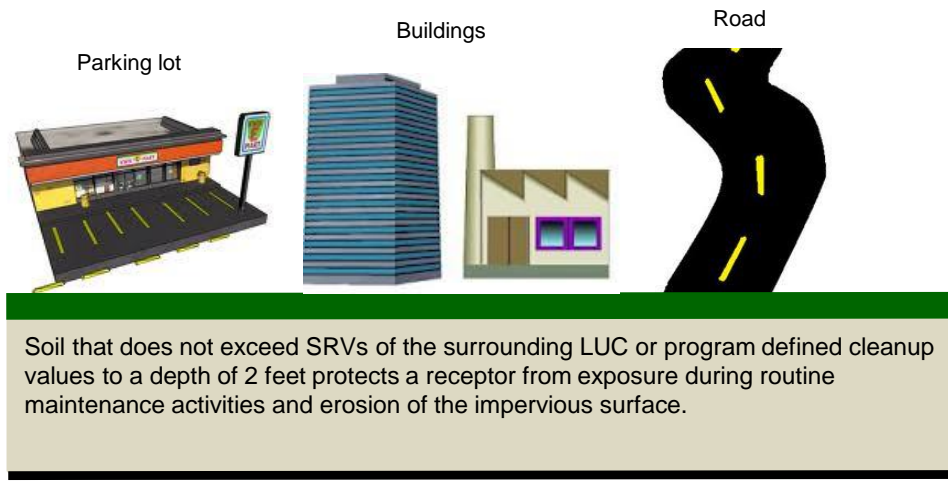 Buildings
Road
Parking lot
Soil that does not exceed SRVs of the surrounding LUC or program defined cleanup
values to a depth of 2 feet protects a receptor from exposure during routine
maintenance activities and erosion of the impervious surface.